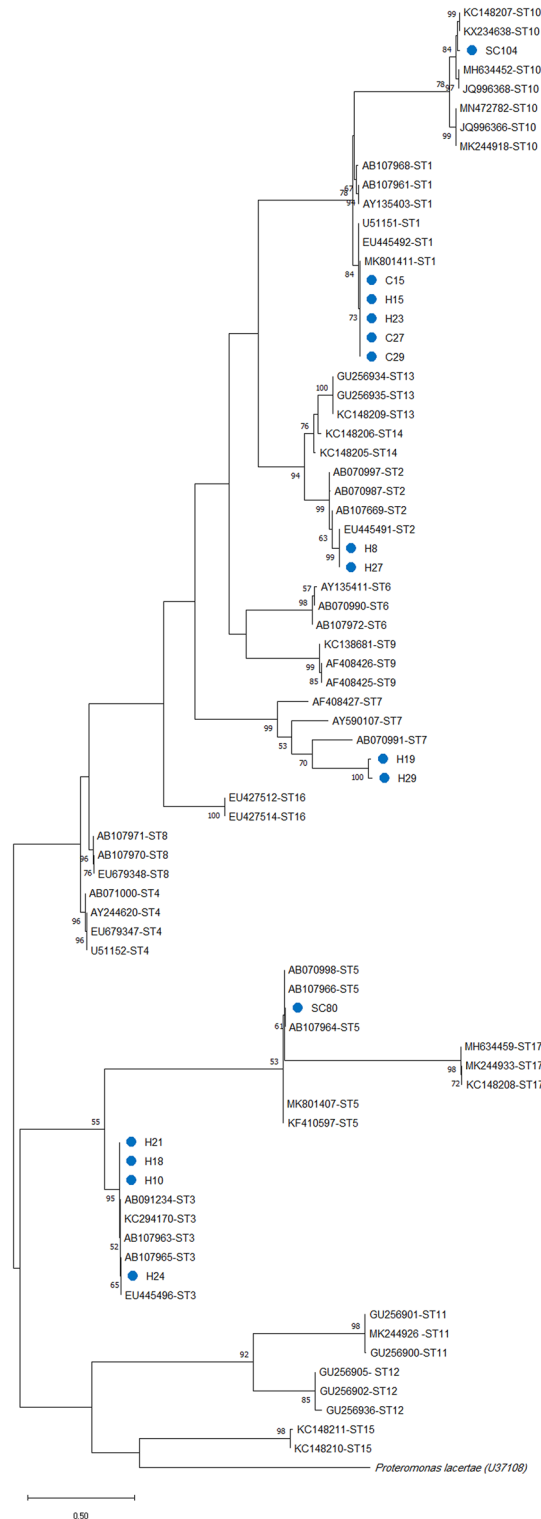 KC148207-ST10
99
KX234638-ST10
84
SC104
MH634452-ST10
78
97
JQ996368-ST10
MN472782-ST10
JQ996366-ST10
99
MK244918-ST10
AB107968-ST1
67
78
AB107961-ST1
94
AY135403-ST1
U51151-ST1
EU445492-ST1
MK801411-ST1
84
C15
H15
73
H23
C27
C29
GU256934-ST13
100
GU256935-ST13
KC148209-ST13
76
KC148206-ST14
KC148205-ST14
94
AB070997-ST2
AB070987-ST2
99
AB107669-ST2
EU445491-ST2
63
H8
99
H27
57
AY135411-ST6
98
AB070990-ST6
AB107972-ST6
KC138681-ST9
99
AF408426-ST9
85
AF408425-ST9
AF408427-ST7
99
AY590107-ST7
53
AB070991-ST7
70
H19
100
H29
EU427512-ST16
100
EU427514-ST16
AB107971-ST8
96
AB107970-ST8
76
EU679348-ST8
AB071000-ST4
96
AY244620-ST4
EU679347-ST4
96
U51152-ST4
AB070998-ST5
AB107966-ST5
SC80
61
AB107964-ST5
MH634459-ST17
53
98
MK244933-ST17
72
KC148208-ST17
MK801407-ST5
KF410597-ST5
55
H21
H18
H10
95
AB091234-ST3
KC294170-ST3
AB107963-ST3
52
AB107965-ST3
H24
65
EU445496-ST3
GU256901-ST11
98
MK244926 -ST11
92
GU256900-ST11
GU256905- ST12
GU256902-ST12
85
GU256936-ST12
98
KC148211-ST15
KC148210-ST15
Proteromonas lacertae (U37108)
0.50